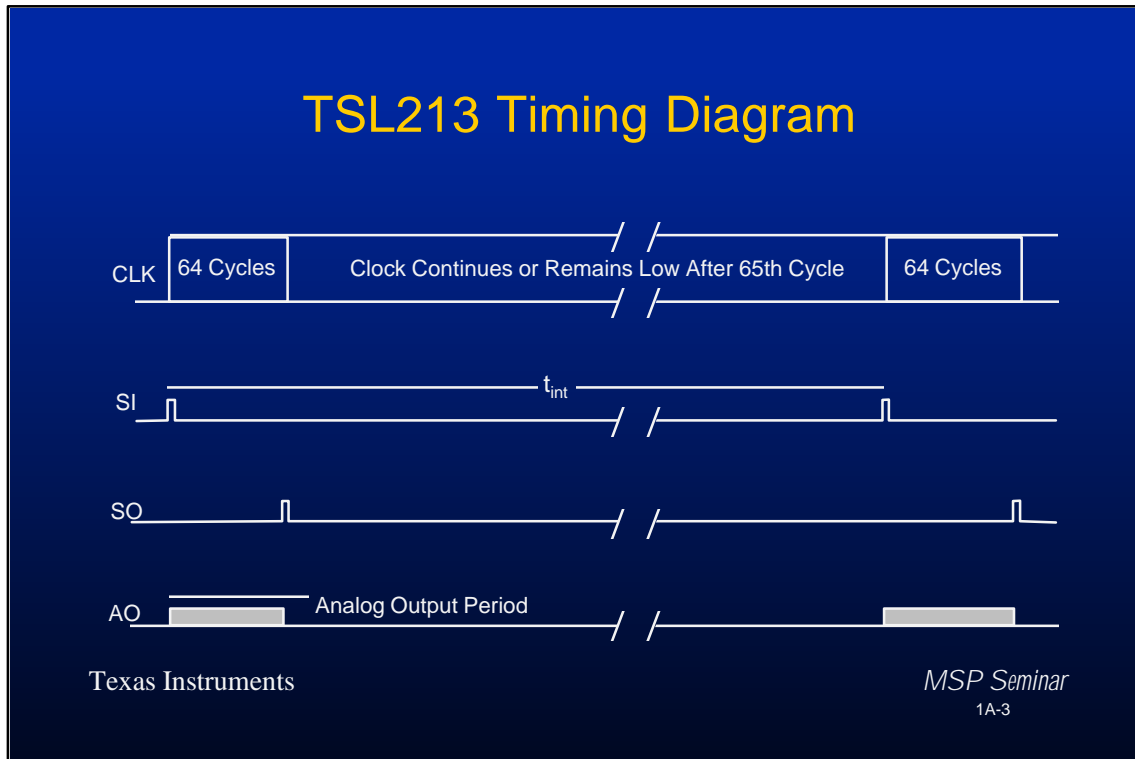 TSL213 Timing Diagram
CLK
64 Cycles
Clock Continues or Remains Low After 65th Cycle
64 Cycles
SI
tint
SO
AO
Analog Output Period
Texas Instruments
MSP Seminar
1A-3